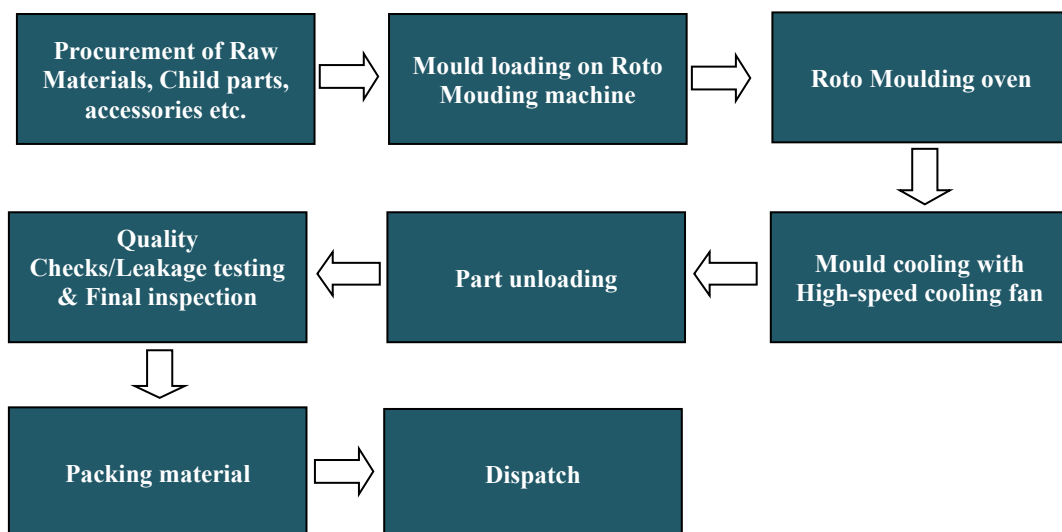 Procurement of Raw
Materials, Child parts,
accessories etc.
Mould loading on Roto
Mouding machine
Roto Moulding oven
Mould cooling with
High-speed cooling fan
Part unloading
Quality
Checks/Leakage testing
& Final inspection
Packing material
Dispatch